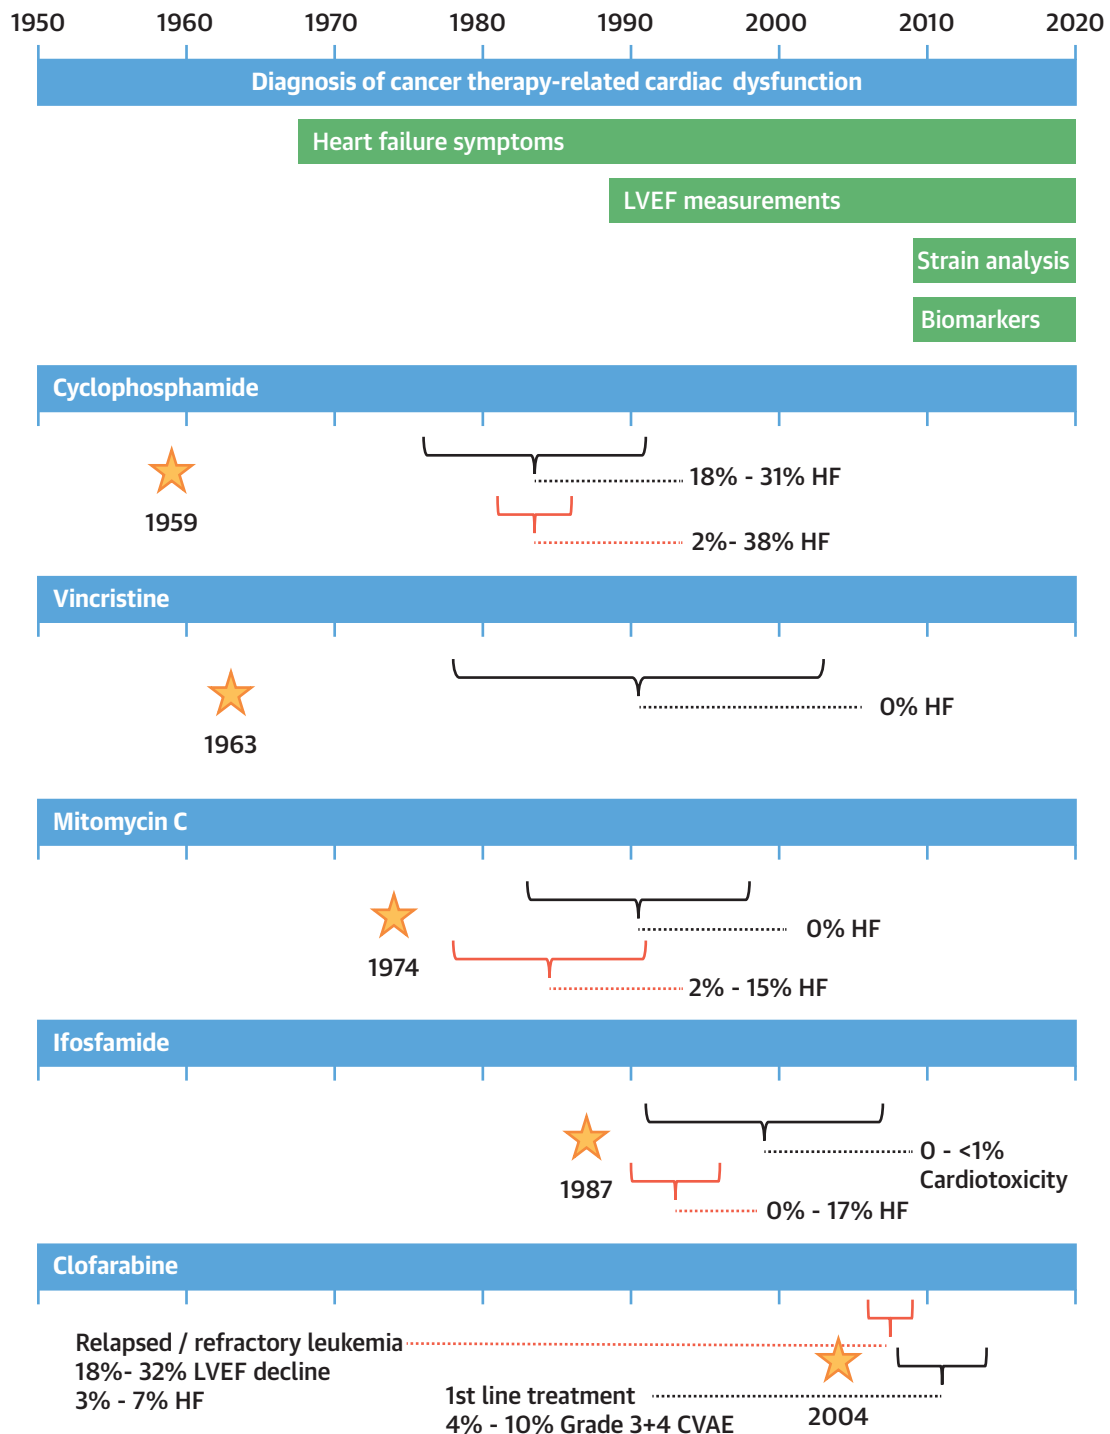 1950 1960 1970 1980 1990 2000 2010 2020
Diagnosis of cancer therapy-related cardiac dysfunction
Heart failure symptoms
LVEF measurements
Strain analysis
Biomarkers
Cyclophosphamide
18% - 31% HF
1959
2%- 38% HF
Vincristine
0% HF
1963
Mitomycin C
0% HF
1974
2% - 15% HF
Ifosfamide
0 - <1%
Cardiotoxicity
1987
0% - 17% HF
Clofarabine
Relapsed / refractory leukemia
18%- 32% LVEF decline
3% - 7% HF
1st line treatment
4% - 10% Grade 3+4 CVAE
2004